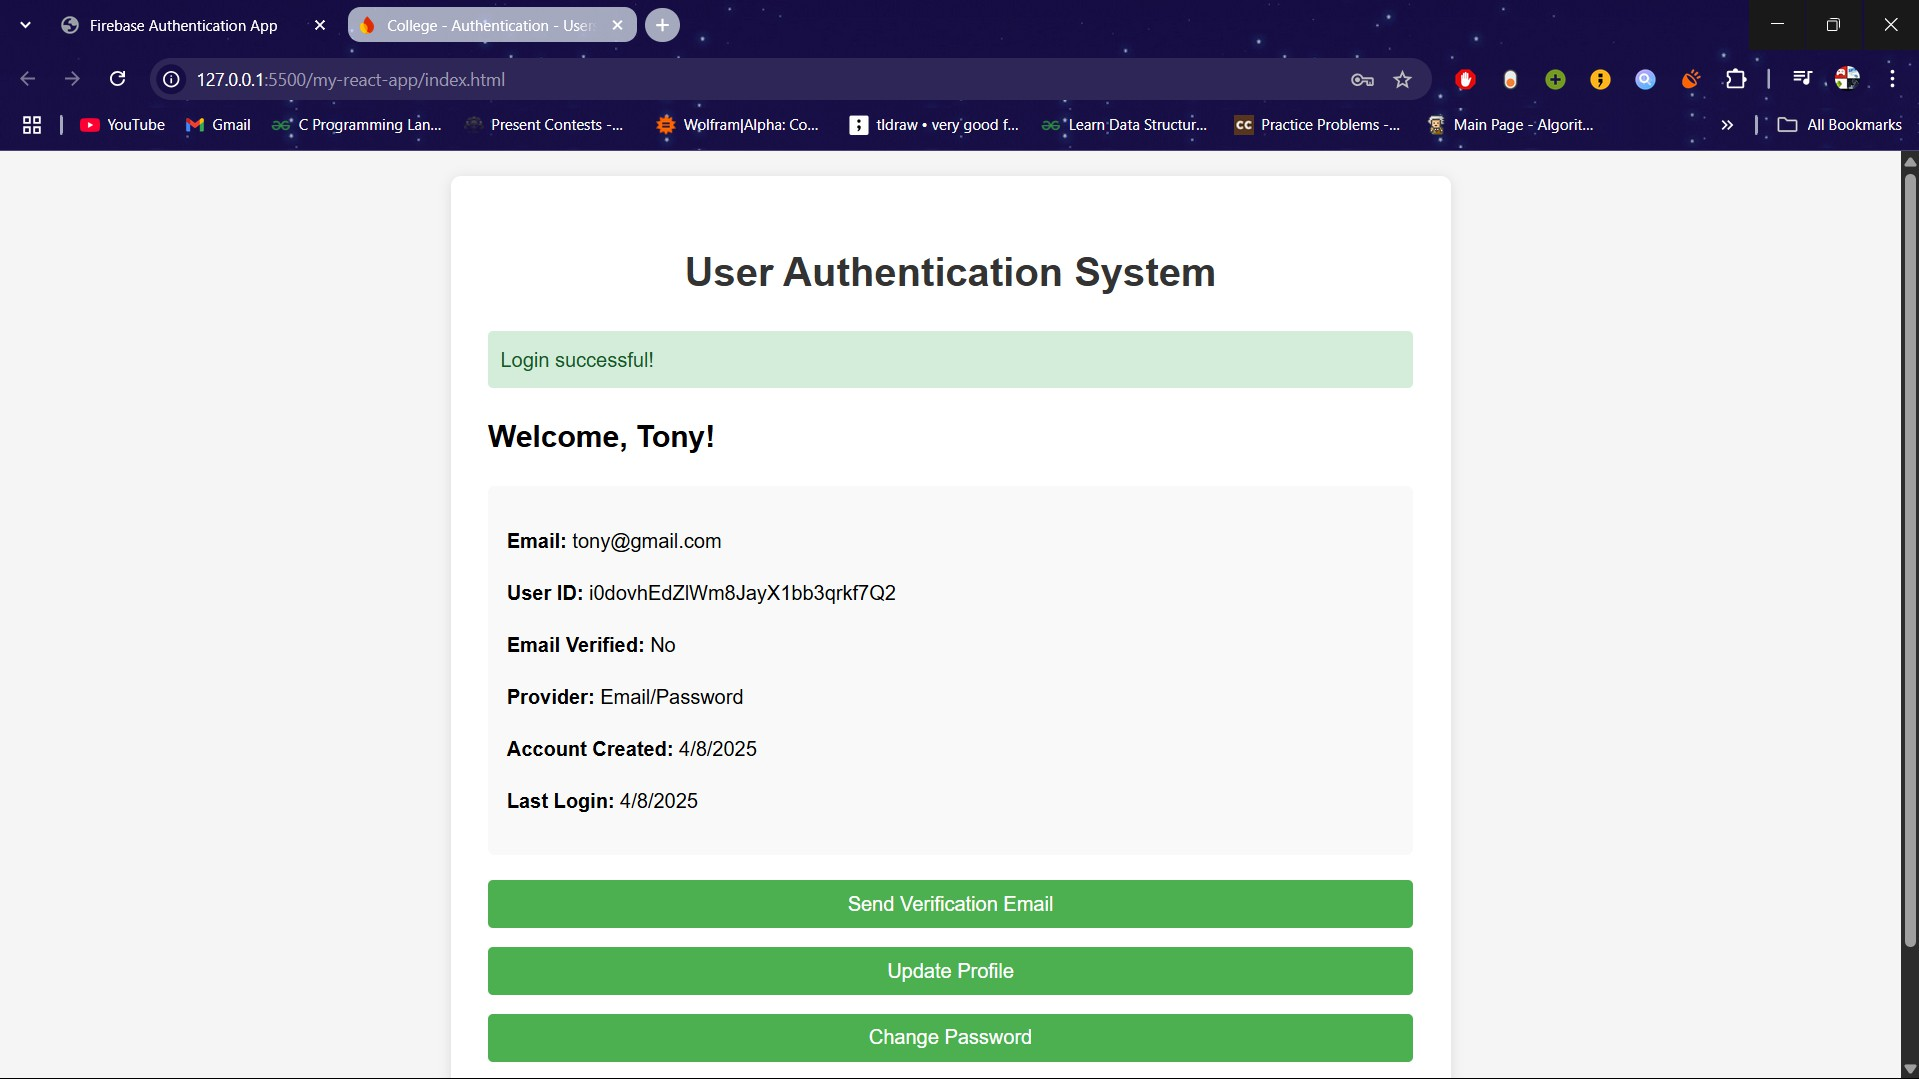 Firebase Authentication App
College - Authentication - User
127.0.0.1:5500/my-react-app/index.html
YouTube
Gmail
C Programming Lan...
Present Contests -...
Wolfram|Alpha: Co...
tldraw • very good f...
Learn Data Structur...
CC
Practice Problems -...
Main Page - Algorit...
All Bookmarks
User Authentication System
Login successful!
Welcome, Tony!
Email: tony@gmail.com
User ID: i0dovhEdZlWm8JayX1bb3qrkf7Q2
Email Verified: No
Provider: Email/Password
Account Created: 4/8/2025
Last Login: 4/8/2025
Send Verification Email
Update Profile
Change Password